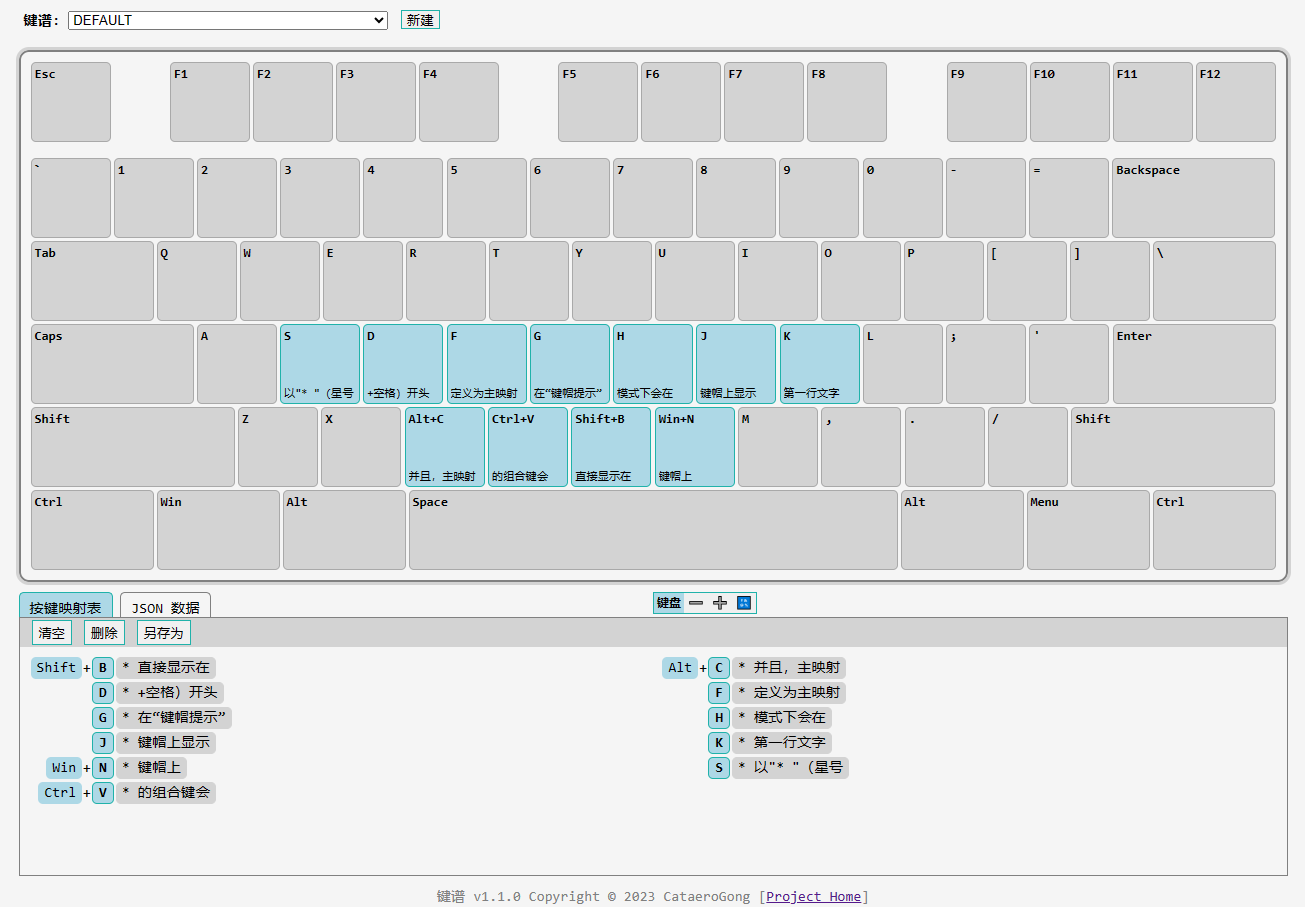 键谱: DEFAULT 新建
Esc F1 F2 F3 F4 F5 F6 F7 F8 F9 F10 F11 F12
` 1 2 3 4 5 6 7 8 9 0 - = Backspace
Tab Q W E R T Y U I O P [ ] \
Caps A S D F G H J K L ; ' Enter
以"* "（星号 +空格）开头 定义为主映射 在“键帽提示” 模式下会在 键帽上显示 第一行文字
Shift Z X Alt+C Ctrl+V Shift+B Win+N M , . / Shift
并且，主映射 的组合键会 直接显示在 键帽上
Ctrl Win Alt Space Alt Menu Ctrl
按键映射表 JSON 数据 键盘
清空 删除 另存为
Shift+B * 直接显示在 Alt+C * 并且，主映射
D * +空格）开头 F * 定义为主映射
G * 在“键帽提示” H * 模式下会在
J * 键帽上显示 K * 第一行文字
Win+N * 键帽上 S * 以"* "（星号
Ctrl+V * 的组合键会
键谱 v1.1.0 Copyright © 2023 CataeroGong [Project Home]